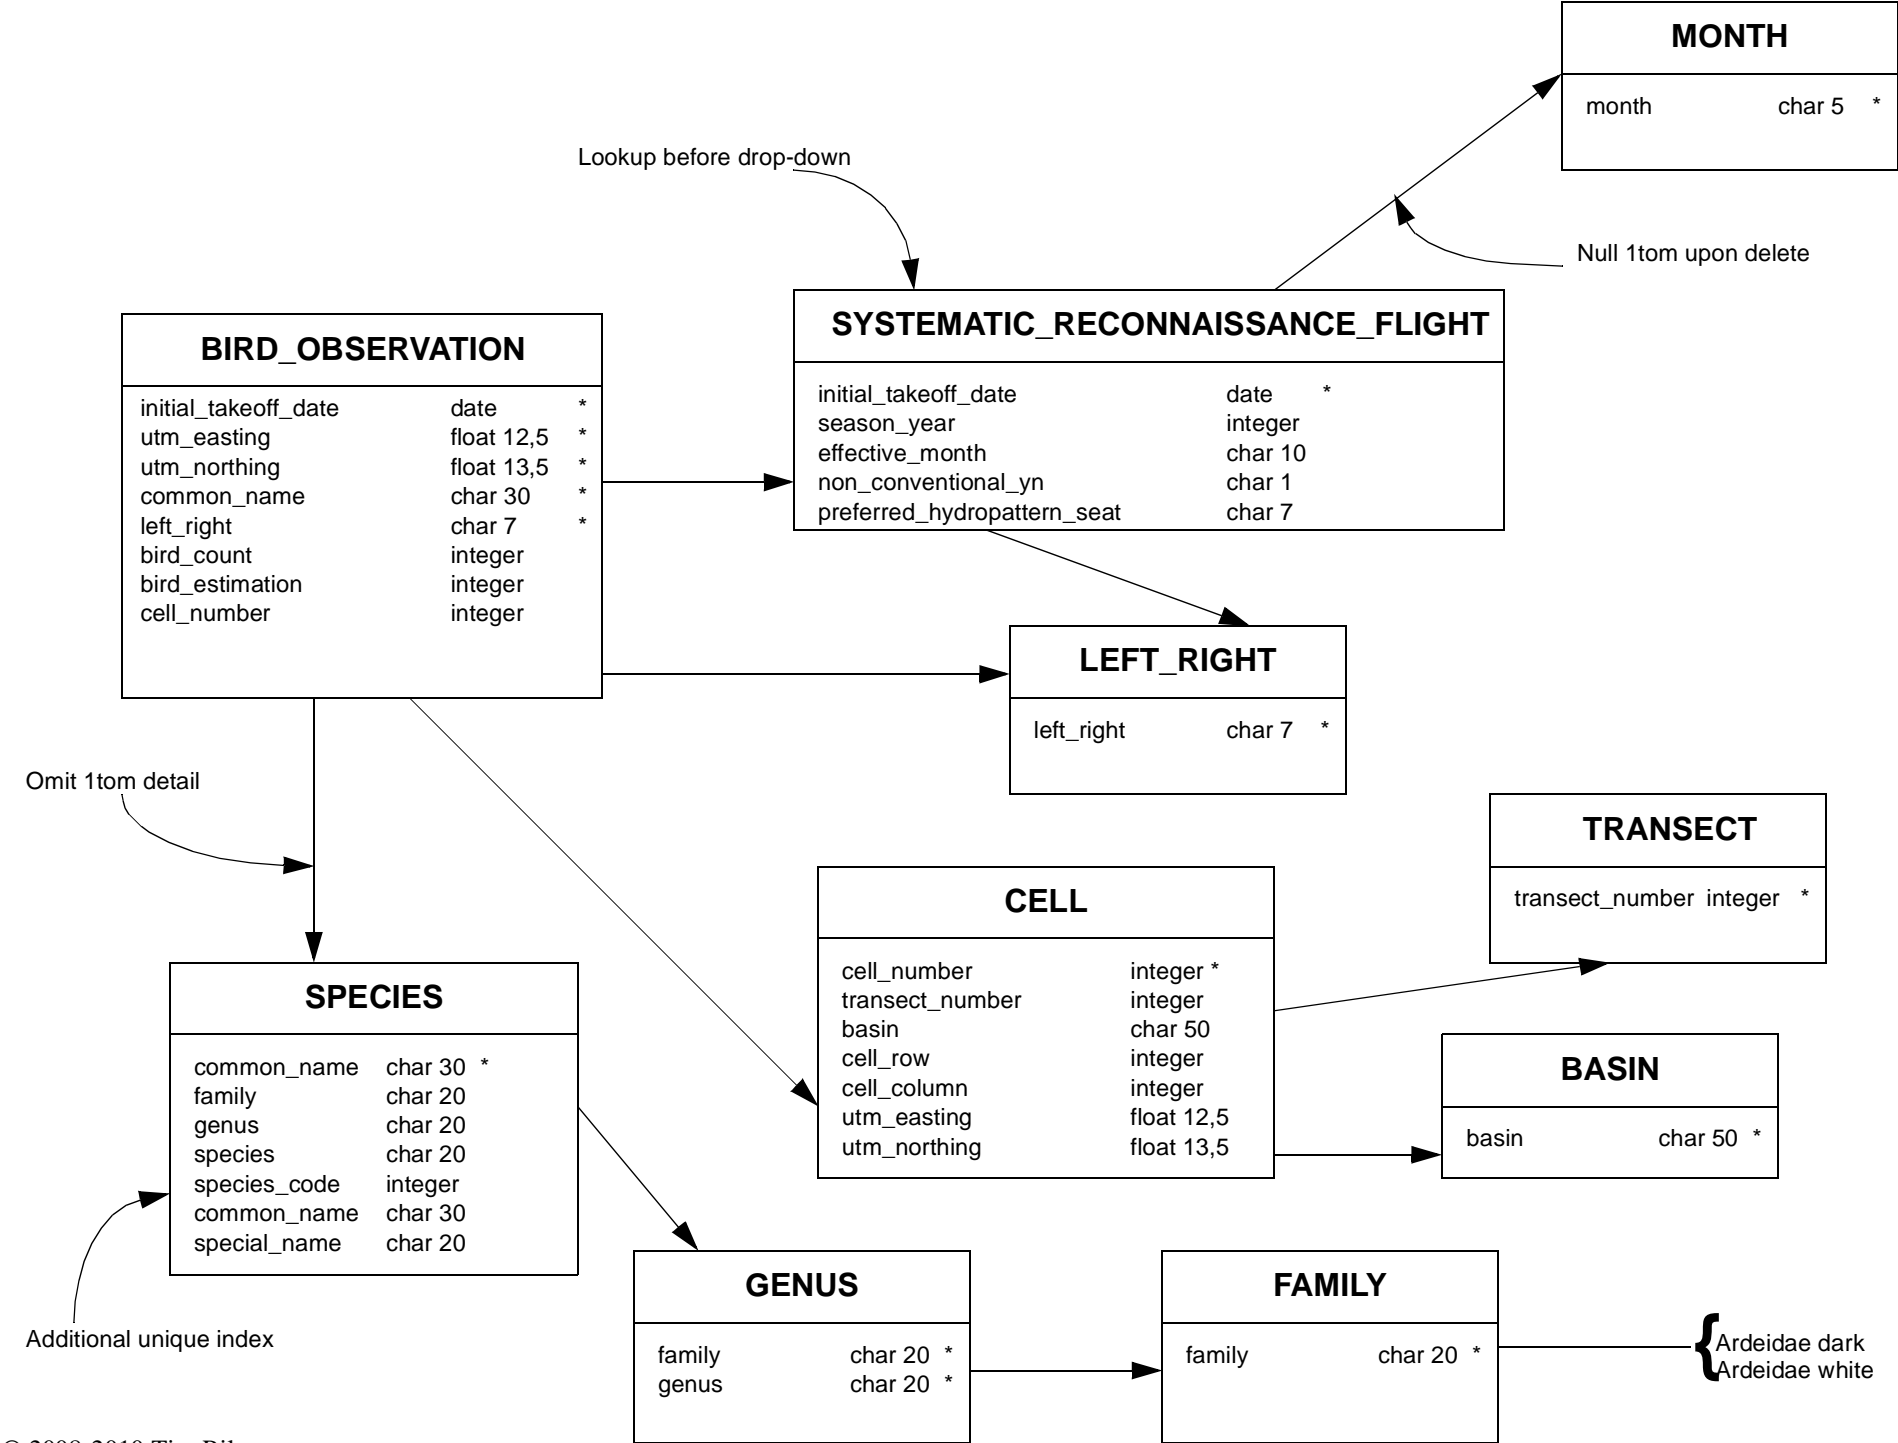 MONTH
month char 5 *
Lookup before drop-down
Null 1tom upon delete
SYSTEMATIC_RECONNAISSANCE_FLIGHT
initial_takeoff_date date *
season_year integer
effective_month char 10
non_conventional_yn char 1
preferred_hydropattern_seat char 7
BIRD_OBSERVATION
initial_takeoff_date date *
utm_easting float 12,5 *
utm_northing float 13,5 *
common_name char 30 *
left_right char 7 *
bird_count integer
bird_estimation integer
cell_number integer
LEFT_RIGHT
left_right char 7 *
Omit 1tom detail
TRANSECT
transect_number integer *
CELL
cell_number integer *
transect_number integer
basin char 50
cell_row integer
cell_column integer
utm_easting float 12,5
utm_northing float 13,5
SPECIES
common_name char 30 *
family char 20
genus char 20
species char 20
species_code integer
common_name char 30
special_name char 20
BASIN
basin char 50 *
Additional unique index
GENUS
family char 20 *
genus char 20 *
FAMILY
family char 20 *
{
Ardeidae dark
Ardeidae white